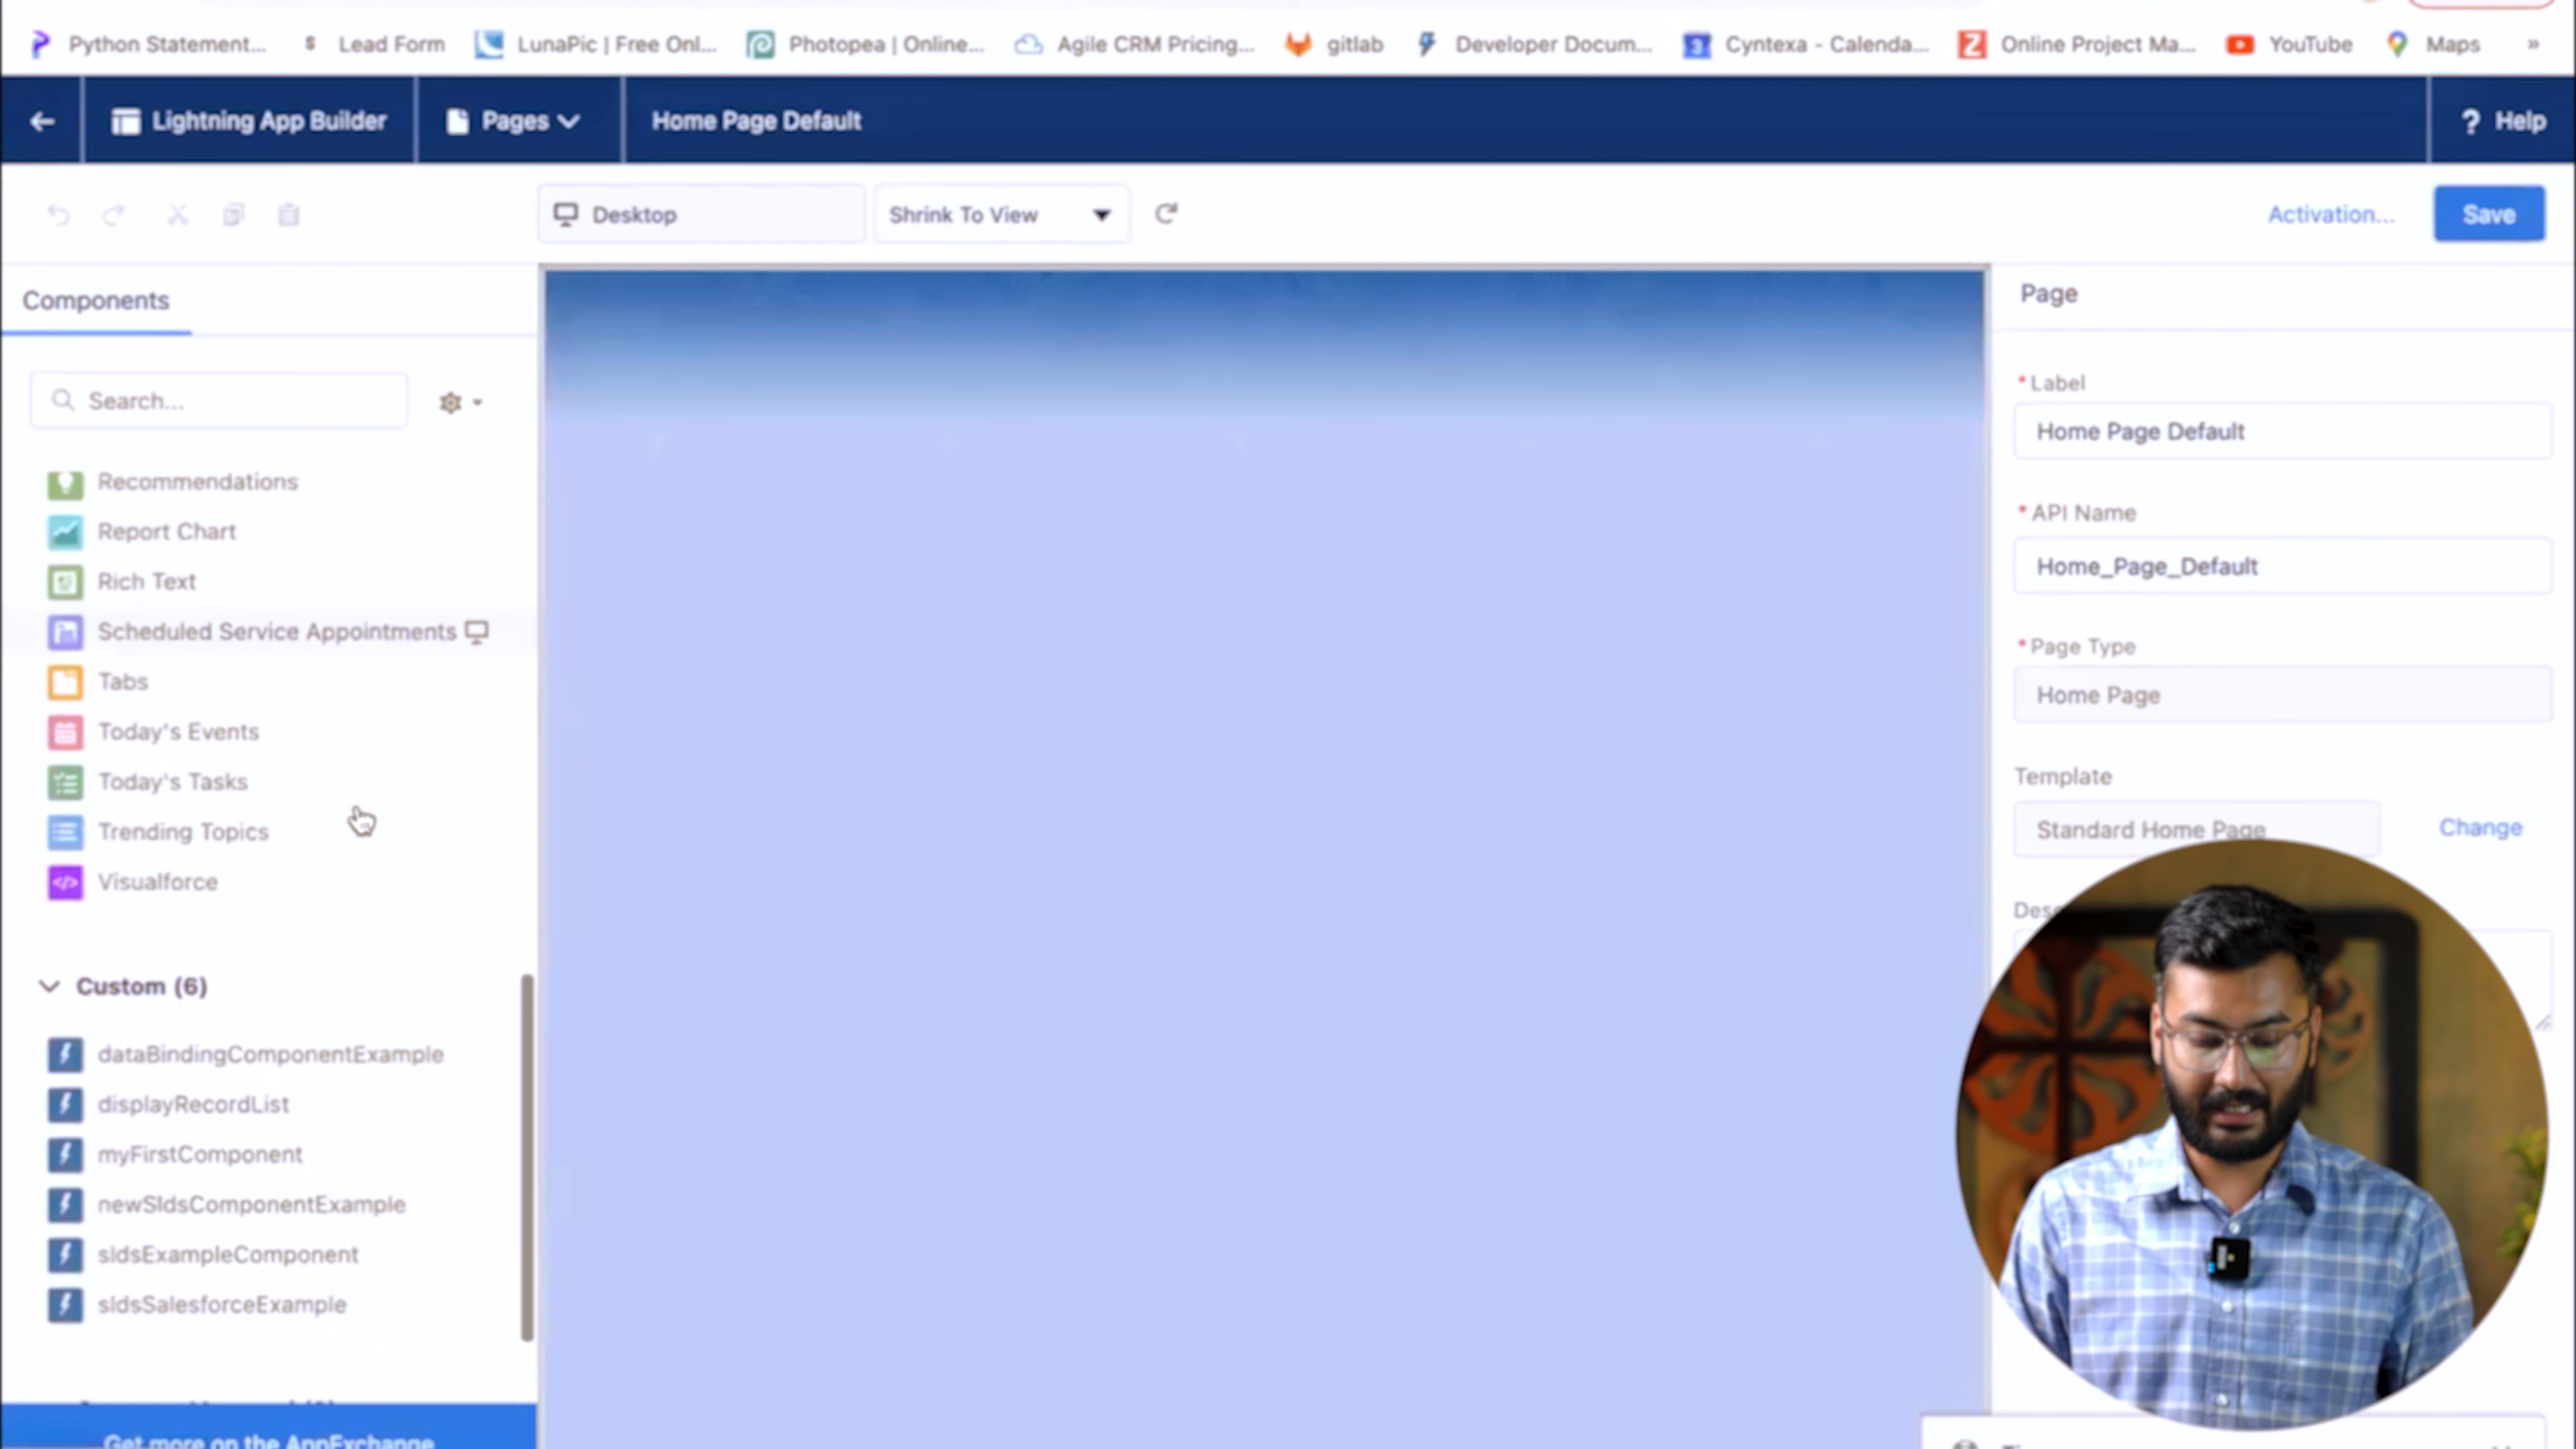 Python Statement... Lead Form LunaPic | Free Onl... Photopea | Online... Agile CRM Pricing... gitlab Developer Docum... Cyntexa - Calenda... Online Project Ma... YouTube Maps »
Lightning App Builder Pages Home Page Default ? Help
Desktop Shrink To View Activation... Save
Components
Search...
Recommendations
Report Chart
Rich Text
Scheduled Service Appointments
Tabs
Today's Events
Today's Tasks
Trending Topics
Visualforce
Custom (6)
dataBindingComponentExample
displayRecordList
myFirstComponent
newSldsComponentExample
sldsExampleComponent
sldsSalesforceExample
Get more on the AppExchange
Page
*Label
Home Page Default
*API Name
Home_Page_Default
*Page Type
Home Page
Template
Standard Home Page Change